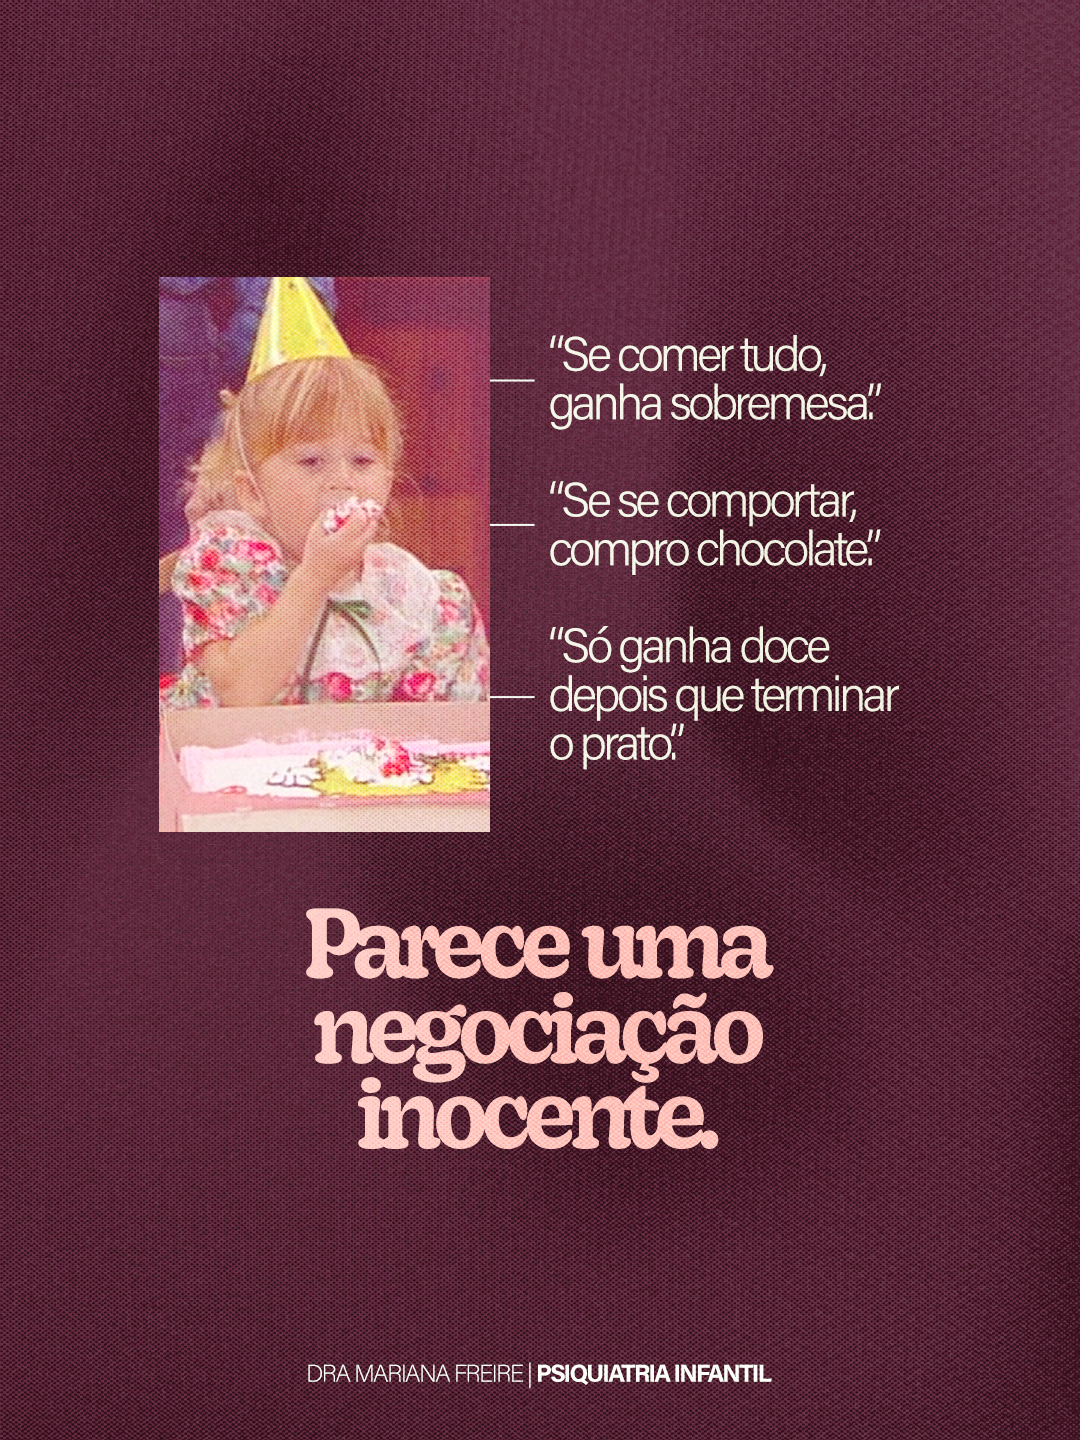 “Se comer tudo,
ganha sobremesa.”
“Se se comportar,
compro chocolate.”
“Só ganha doce
depois que terminar
o prato.”
Parece uma
negociação
inocente.
DRA MARIANA FREIRE | PSIQUIATRIA INFANTIL